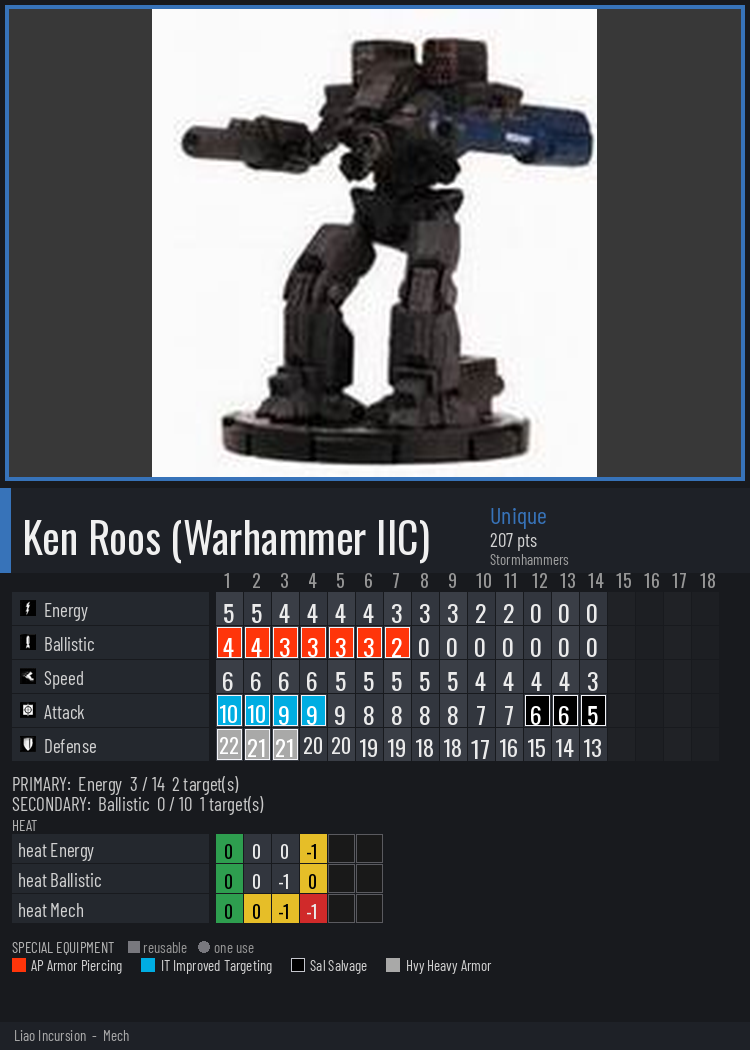 Ken Roos (Warhammer IIC)
Unique
207 pts
Stormhammers
1 2 3 4 5 6 7 8 9 10 11 12 13 14 15 16 17 18
Energy 5 5 4 4 4 4 3 3 3 2 2 0 0 0
Ballistic 4 4 3 3 3 3 2 0 0 0 0 0 0 0
Speed 6 6 6 6 5 5 5 5 5 4 4 4 4 3
Attack 10 10 9 9 9 8 8 8 8 7 7 6 6 5
Defense 22 21 21 20 20 19 19 18 18 17 16 15 14 13
PRIMARY: Energy 3 / 14 2 target(s)
SECONDARY: Ballistic 0 / 10 1 target(s)
HEAT
heat Energy 0 0 0 -1
heat Ballistic 0 0 -1 0
heat Mech 0 0 -1 -1
SPECIAL EQUIPMENT reusable one use
AP Armor Piercing IT Improved Targeting Sal Salvage Hvy Heavy Armor
Liao Incursion - Mech